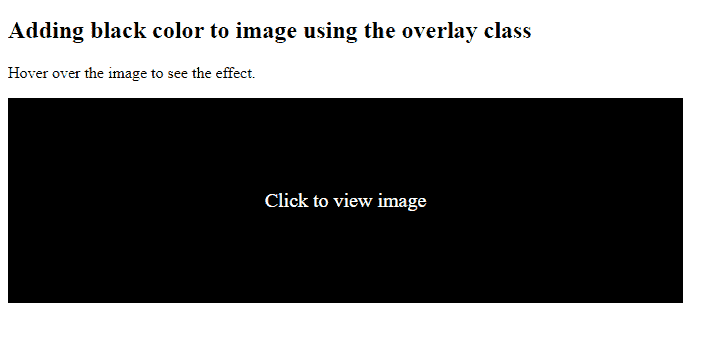 Adding black color to image using the overlay class
Hover over the image to see the effect.
Click to view image